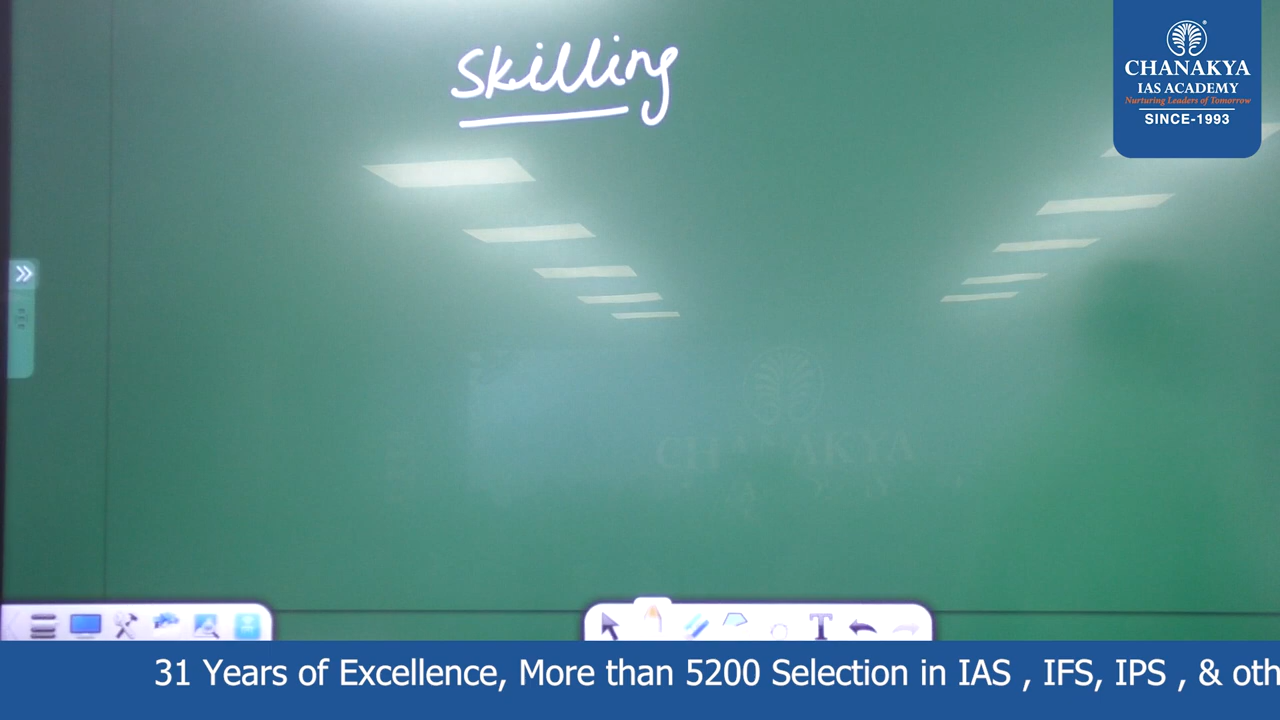 Skilling
CHANAKYA
IAS ACADEMY
Nurturing Leaders of Tomorrow
SINCE-1993
CHANAKYA
T
31 Years of Excellence, More than 5200 Selection in IAS , IFS, IPS , & oth